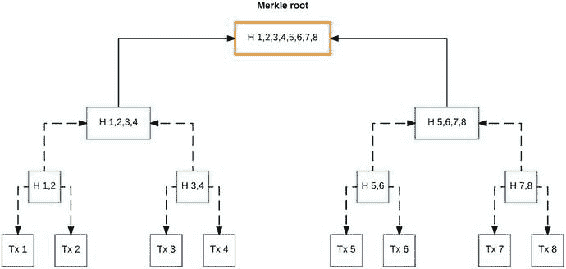 Merkle root
H 1,2,3,4,5,6,7,8
H 1,2,3,4
H 5,6,7,8
H 1,2
H 3,4
H 5,6
H 7,8
Tx 1
Tx 2
Tx 3
Tx 4
Tx 5
Tx 6
Tx 7
Tx 8